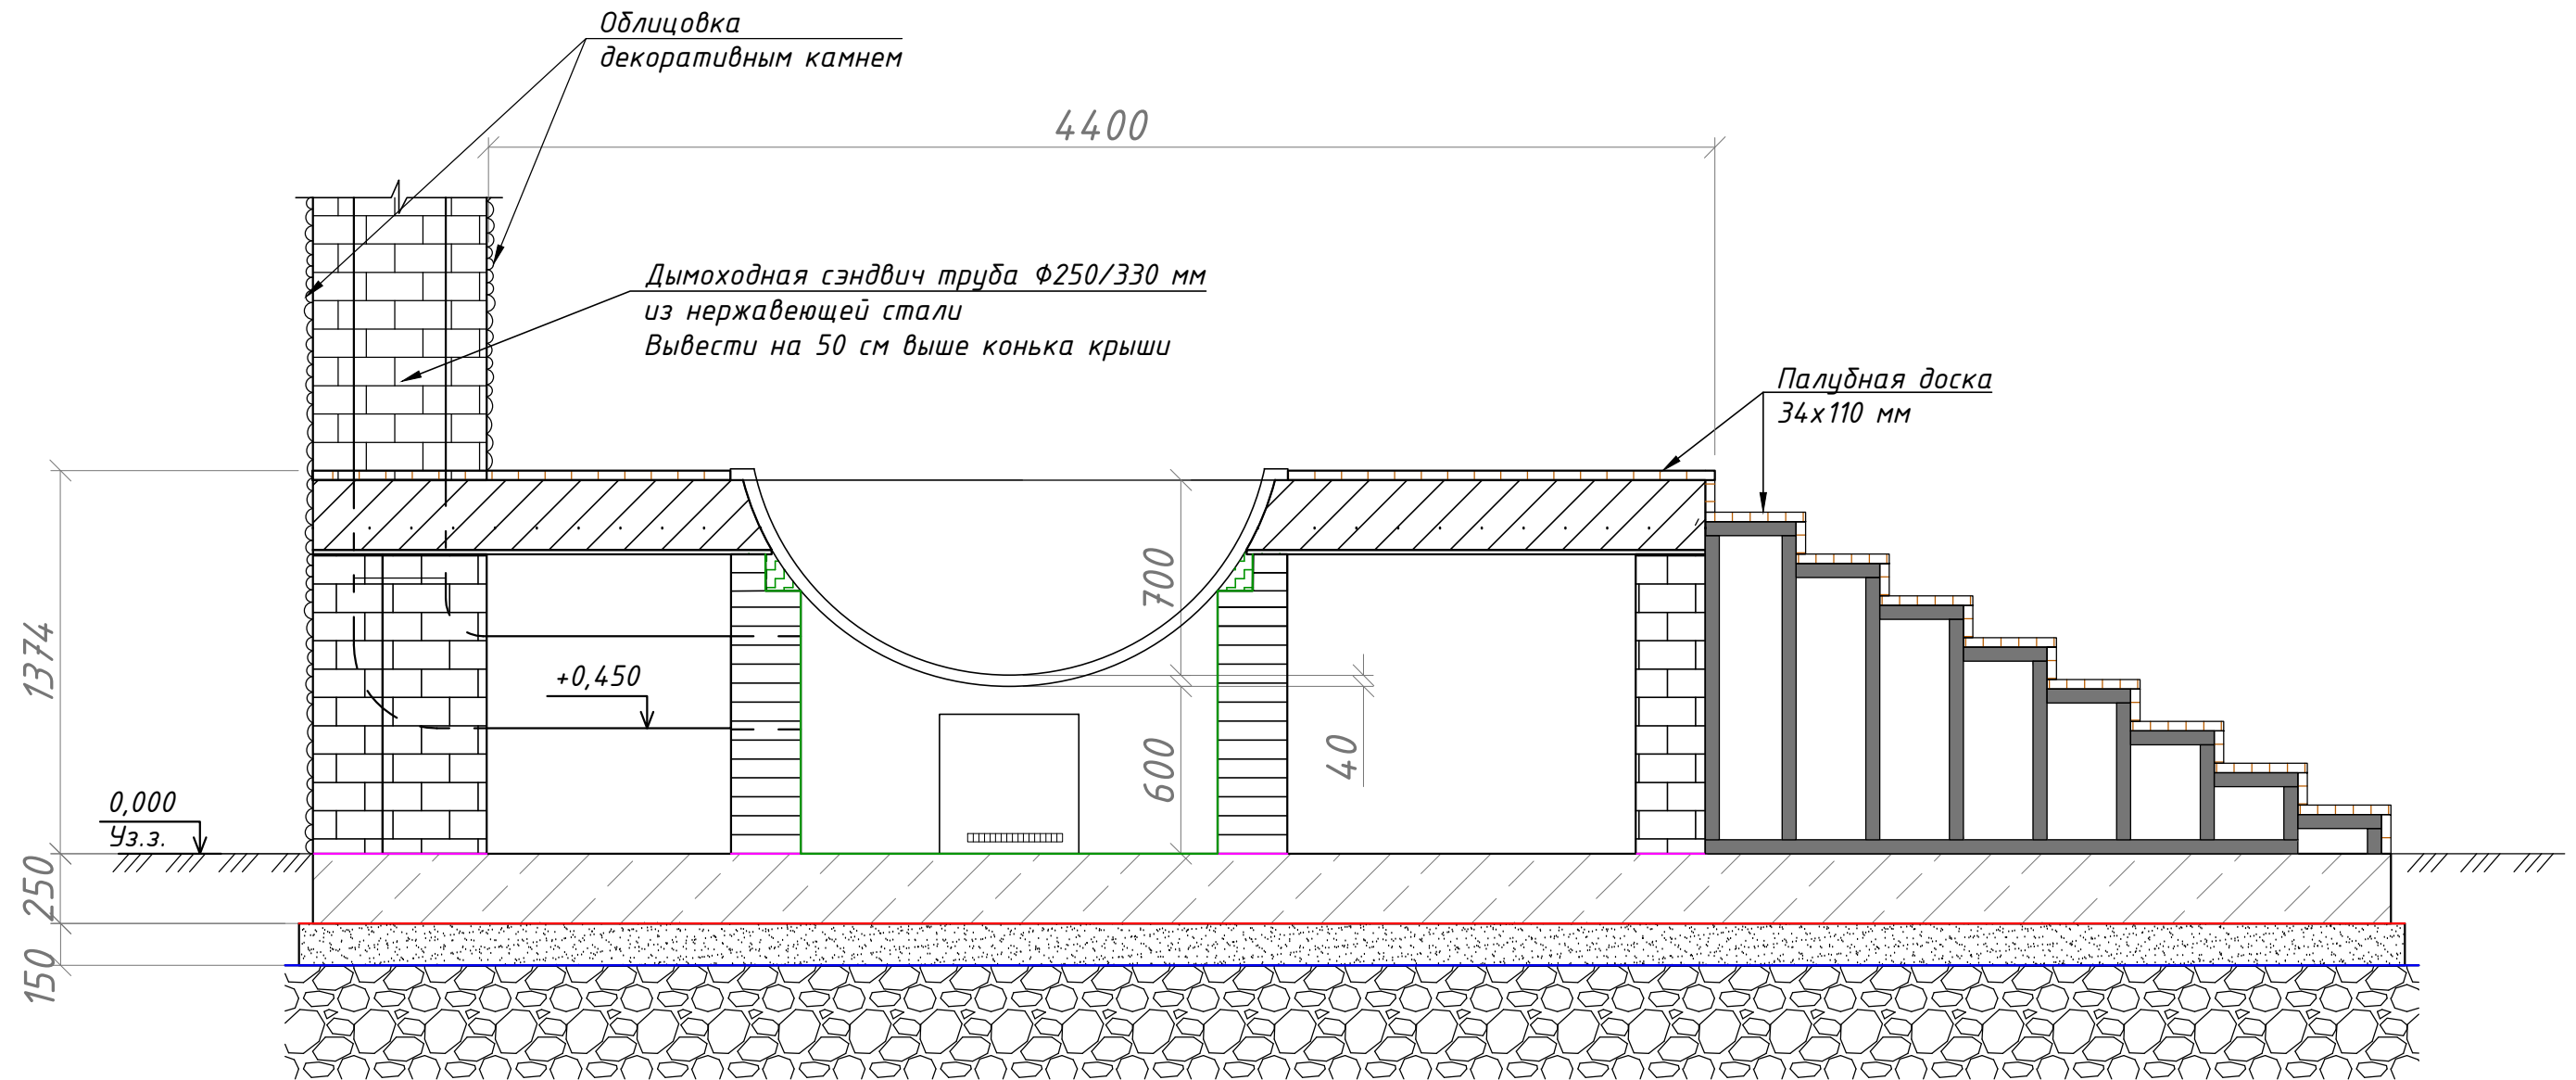 Облицовка
декоративным камнем
4400
Дымоходная сэндвич труба Ф250/330 мм
из нержавеющей стали
Вывести на 50 см выше конька крыши
Палубная доска
34х110 мм
700
1374
+0,450
600
40
0,000
Уз.з.
250
150